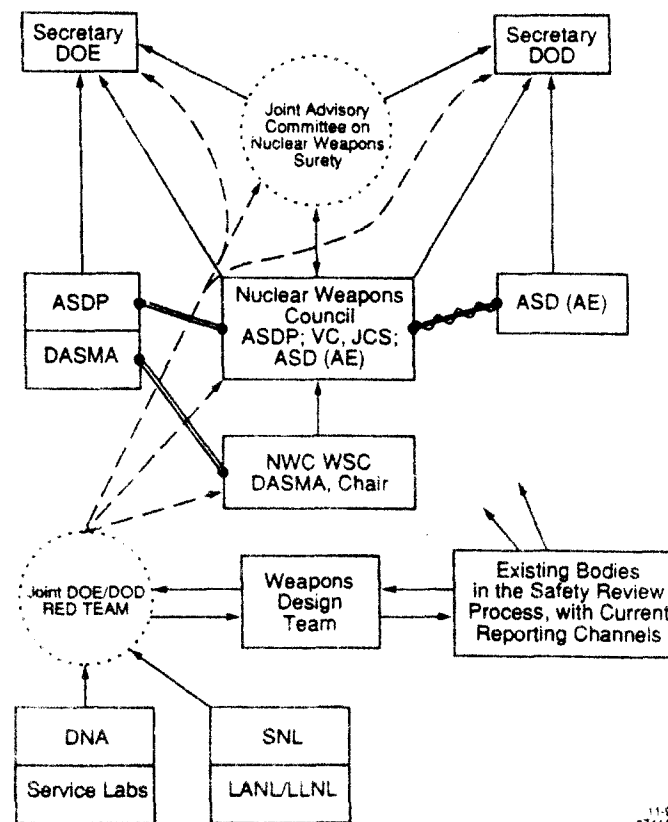 Secretary
DOE
Secretary
DOD
Joint Advisory
Committee on
Nuclear Weapons
Surety
ASDP
DASMA
Nuclear Weapons
Council
ASDP; VC, JCS;
ASD (AE)
ASD (AE)
NWC WSC
DASMA, Chair
Joint DOE/DOD
RED TEAM
Weapons
Design
Team
Existing Bodies
in the Safety Review
Process, with Current
Reporting Channels
DNA
Service Labs
SNL
LANL/LLNL